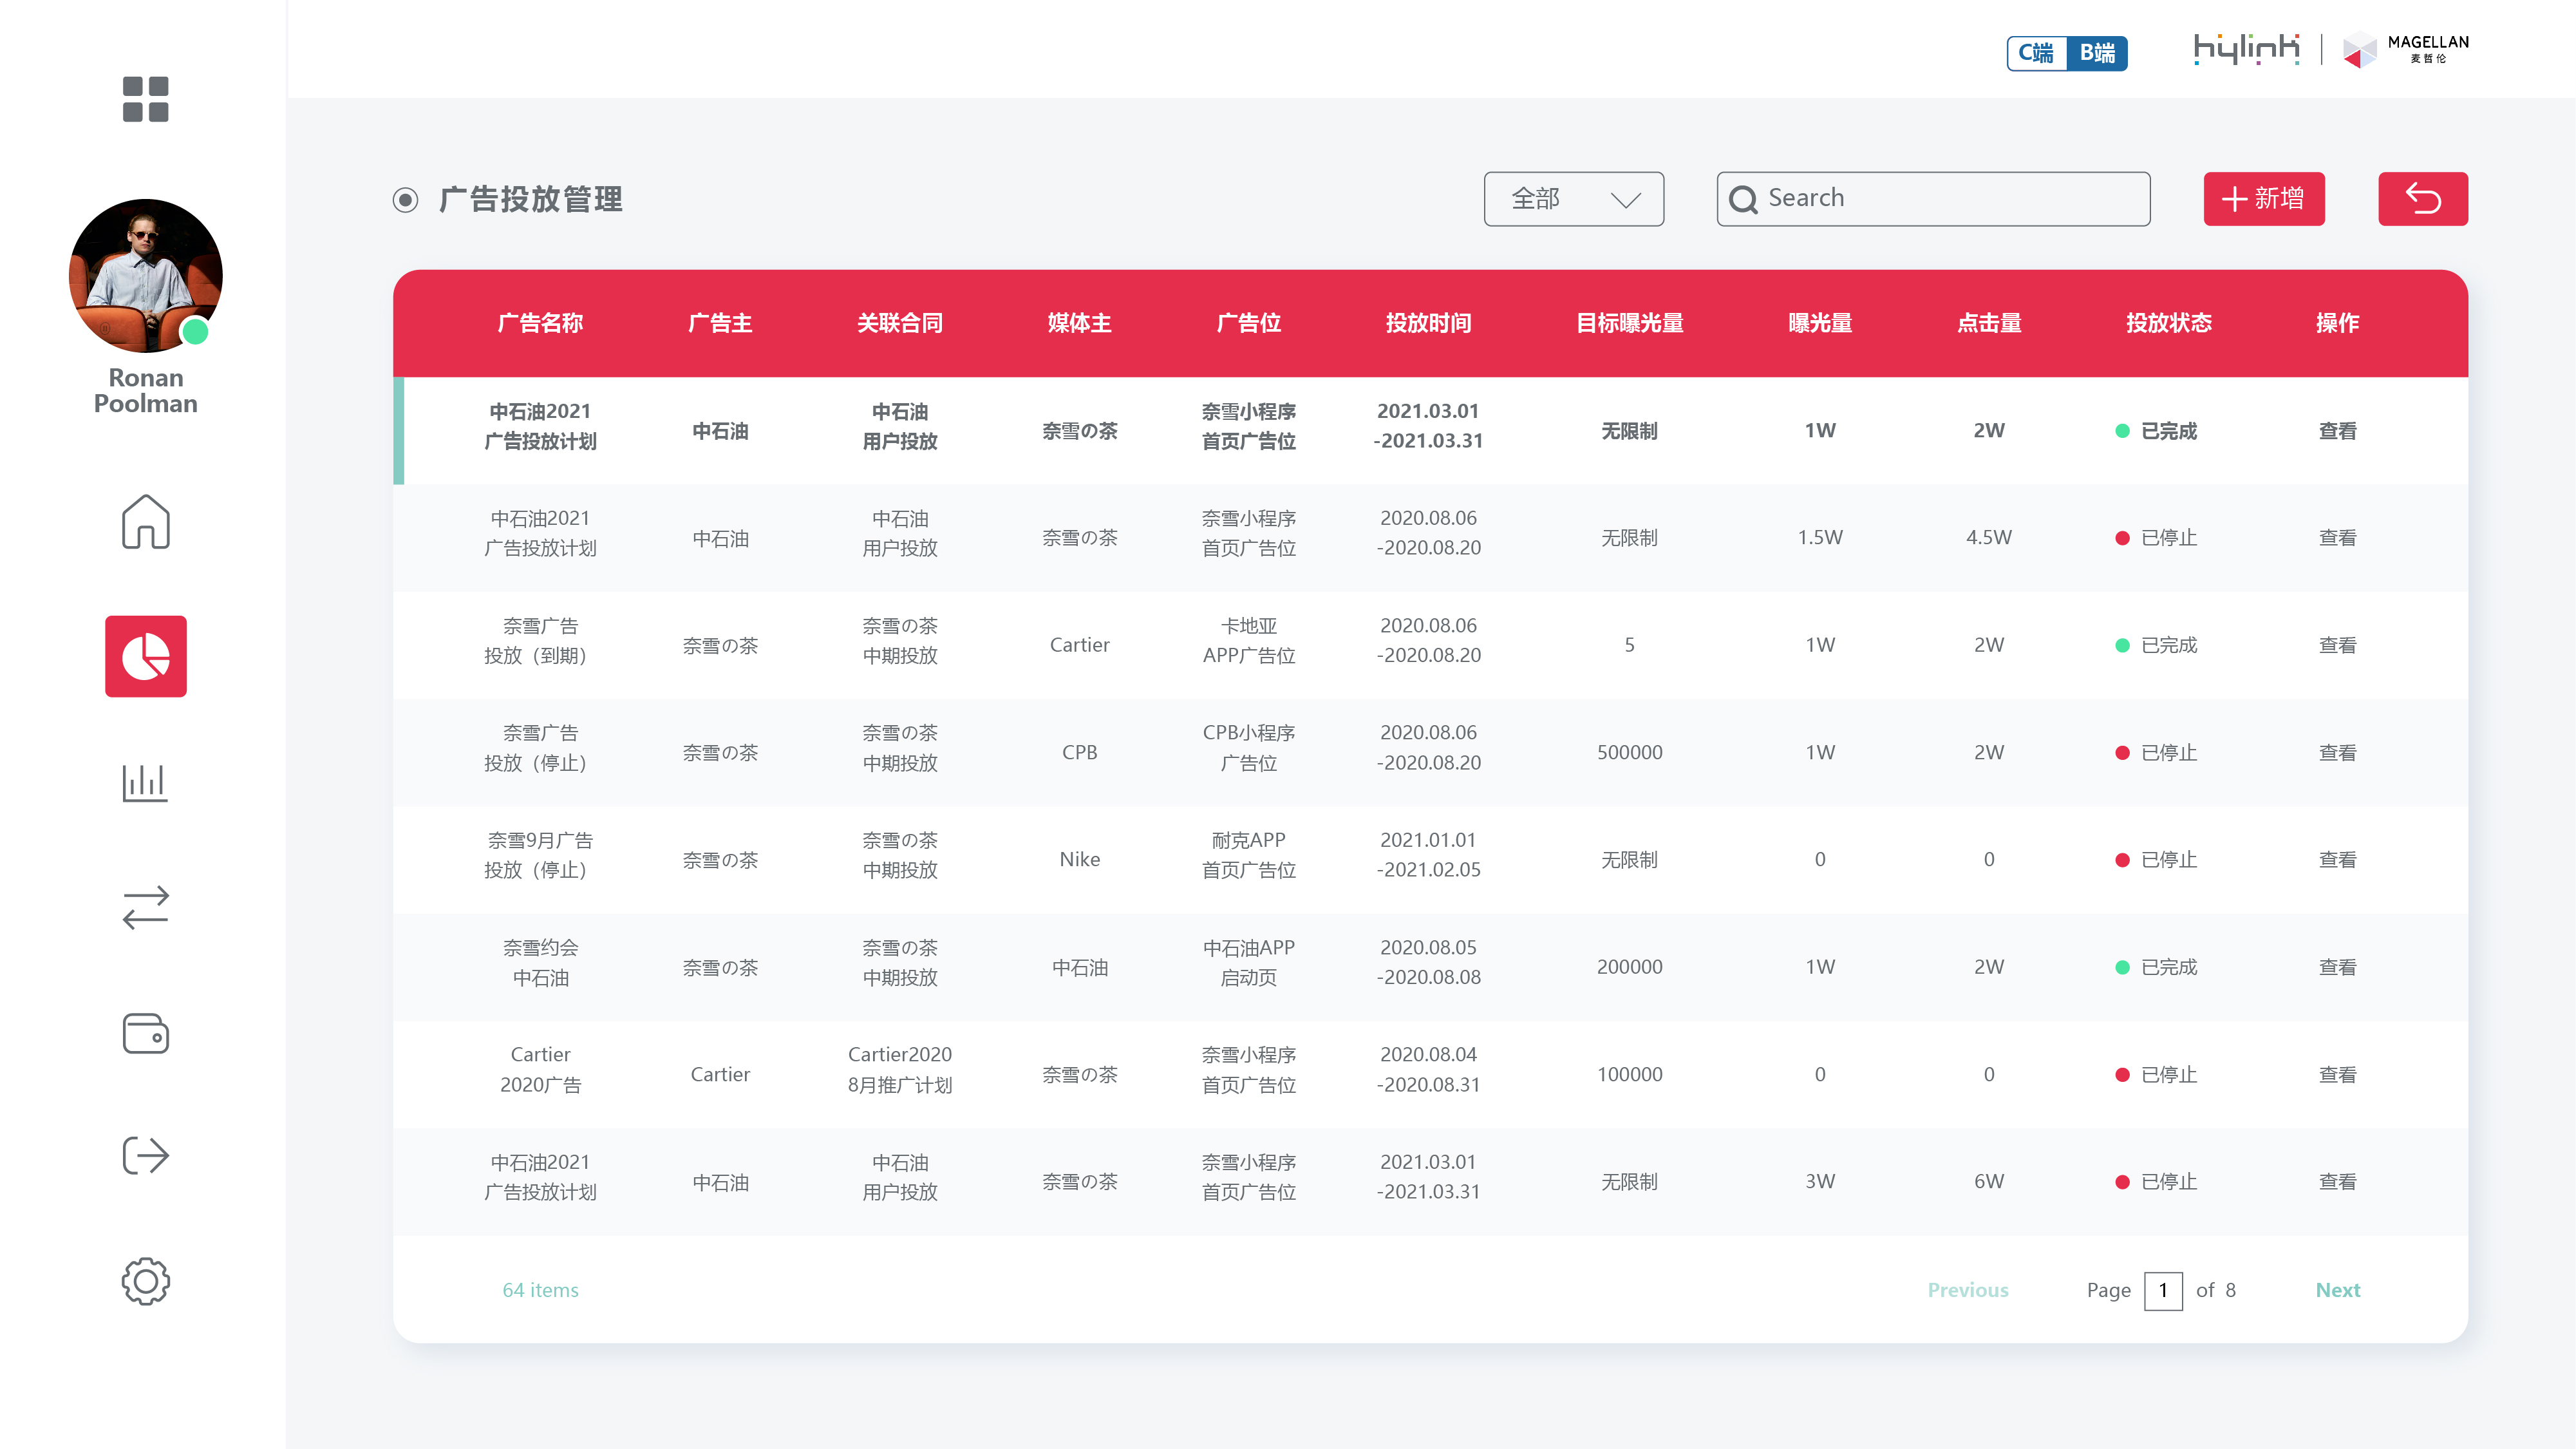 C端 B端 hylink MAGELLAN
麦哲伦
广告投放管理 全部 Search 新增
Ronan
Poolman
广告名称 广告主 关联合同 媒体主 广告位 投放时间 目标曝光量 曝光量 点击量 投放状态 操作
中石油2021 中石油 奈雪小程序 2021.03.01
中石油 奈雪の茶 无限制 1W 2W 已完成 查看
广告投放计划 用户投放 首页广告位 -2021.03.31
中石油2021 中石油 奈雪小程序 2020.08.06
中石油 奈雪の茶 无限制 1.5W 4.5W 已停止 查看
广告投放计划 用户投放 首页广告位 -2020.08.20
奈雪广告 奈雪の茶 卡地亚 2020.08.06
奈雪の茶 Cartier 5 1W 2W 已完成 查看
投放（到期） 中期投放 APP广告位 -2020.08.20
奈雪广告 奈雪の茶 CPB小程序 2020.08.06
奈雪の茶 CPB 500000 1W 2W 已停止 查看
投放（停止） 中期投放 广告位 -2020.08.20
奈雪9月广告 奈雪の茶 耐克APP 2021.01.01
奈雪の茶 Nike 无限制 0 0 已停止 查看
投放（停止） 中期投放 首页广告位 -2021.02.05
奈雪约会 奈雪の茶 中石油APP 2020.08.05
奈雪の茶 中石油 200000 1W 2W 已完成 查看
中石油 中期投放 启动页 -2020.08.08
Cartier Cartier2020 奈雪小程序 2020.08.04
Cartier 奈雪の茶 100000 0 0 已停止 查看
2020广告 8月推广计划 首页广告位 -2020.08.31
中石油2021 中石油 奈雪小程序 2021.03.01
中石油 奈雪の茶 无限制 3W 6W 已停止 查看
广告投放计划 用户投放 首页广告位 -2021.03.31
64 items Previous Page 1 of 8 Next